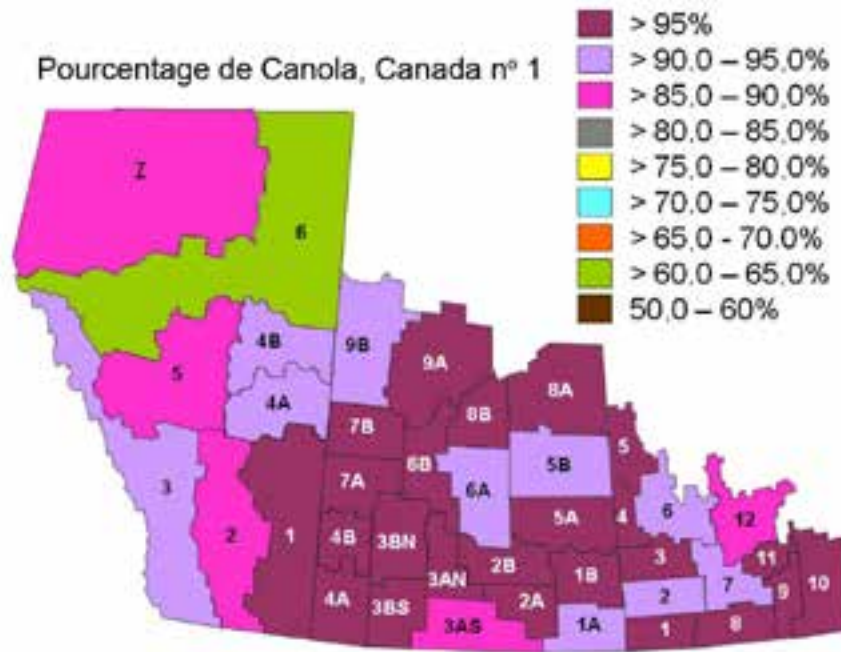 Pourcentage de Canola, Canada nº 1
> 95%
> 90,0 – 95,0%
> 85,0 – 90,0%
> 80,0 – 85,0%
> 75,0 – 80,0%
> 70,0 – 75,0%
> 65,0 - 70.0%
> 60,0 – 65,0%
50,0 – 60%
7
6
4B
9B
9A
5
4A
8B
8A
7B
5
3
6B
5B
7A
6A
6
12
2
1
4B
3BN
5A
4
3AN
2B
3
11
1B
7
9
10
4A
3BS
2A
2
3AS
1A
1
8